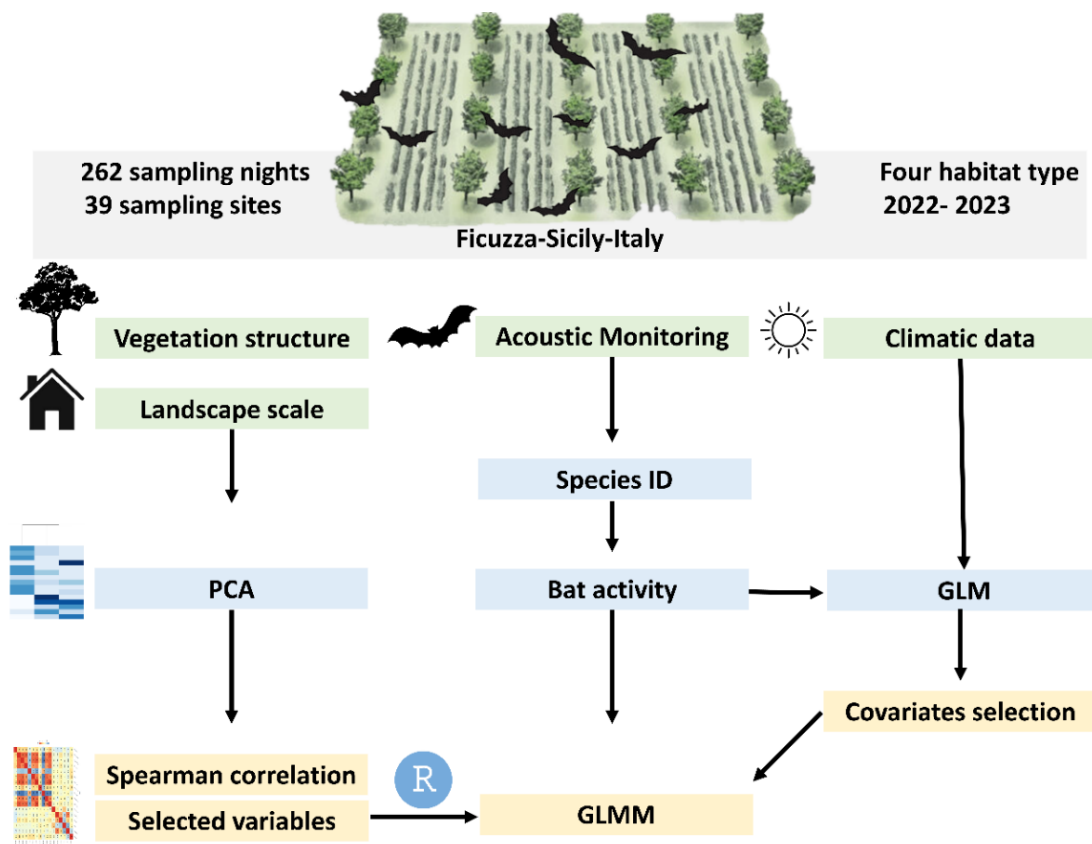 262 sampling nights
39 sampling sites
Four habitat type
2022- 2023
Ficuzza-Sicily-Italy
Vegetation structure
Acoustic Monitoring
Climatic data
Landscape scale
Species ID
PCA
Bat activity
GLM
Covariates selection
Spearman correlation
R
Selected variables
GLMM